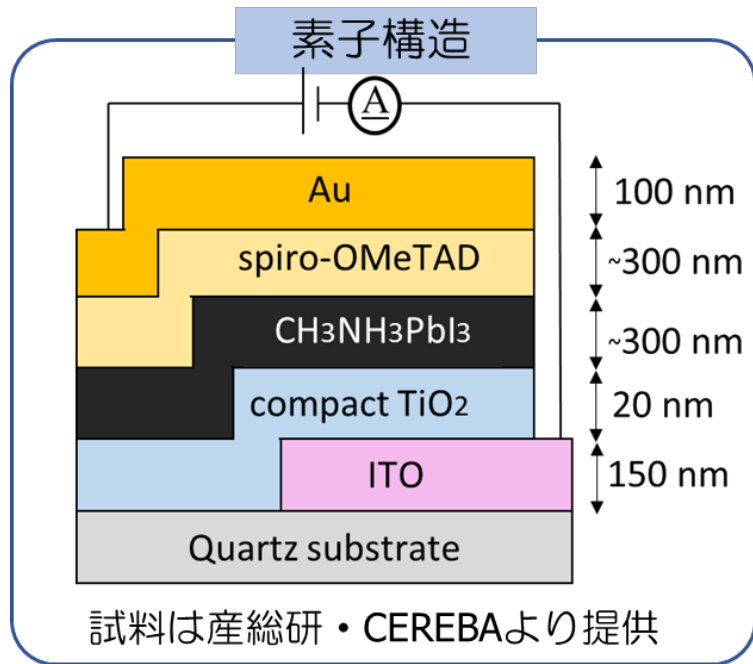 素子構造
A
Au
100 nm
spiro-OMeTAD
~300 nm
CH3NH3PbI3
~300 nm
compact TiO2
20 nm
ITO
150 nm
Quartz substrate
試料は産総研・CEREBAより提供